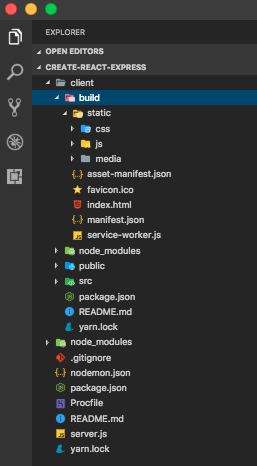 EXPLORER
OPEN EDITORS
CREATE-REACT-EXPRESS
client
build
static
css
js
media
asset-manifest.json
favicon.ico
index.html
manifest.json
service-worker.js
node_modules
public
src
package.json
README.md
yarn.lock
node_modules
.gitignore
nodemon.json
package.json
Procfile
README.md
server.js
yarn.lock